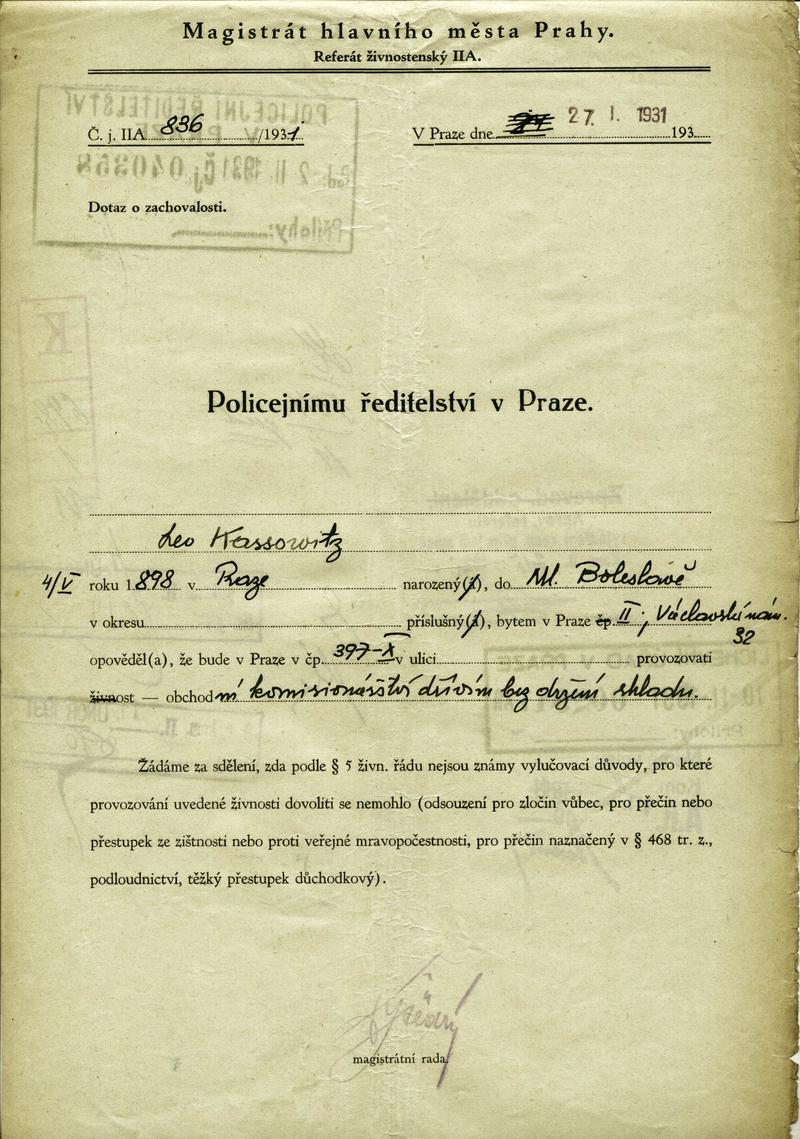 Magistrát hlavního města Prahy.
Referát živnostenský IIA.
Č. j. IIA 836 /1931.
V Praze dne 27. I. 1931 193
Dotaz o zachovalosti.
Policejnímu ředitelství v Praze.
Leo Kassowitz
4/V roku 1898 v Praze narozený(á), do Ml. Boleslavě
v okresu příslušný(á), bytem v Praze čp. II, Václavské nám.
32
opověděl(a), že bude v Praze v čp. 397-X v ulici provozovati
živnost — obchod komisionářství bez držení skladu.
Žádáme za sdělení, zda podle § 5 živn. řádu nejsou známy vylučovací důvody, pro které
provozování uvedené živnosti dovoliti se nemohlo (odsouzení pro zločin vůbec, pro přečin nebo
přestupek ze zištnosti nebo proti veřejné mravopočestnosti, pro přečin naznačený v § 468 tr. z.,
podloudnictví, těžký přestupek důchodkový).
magistrátní rada